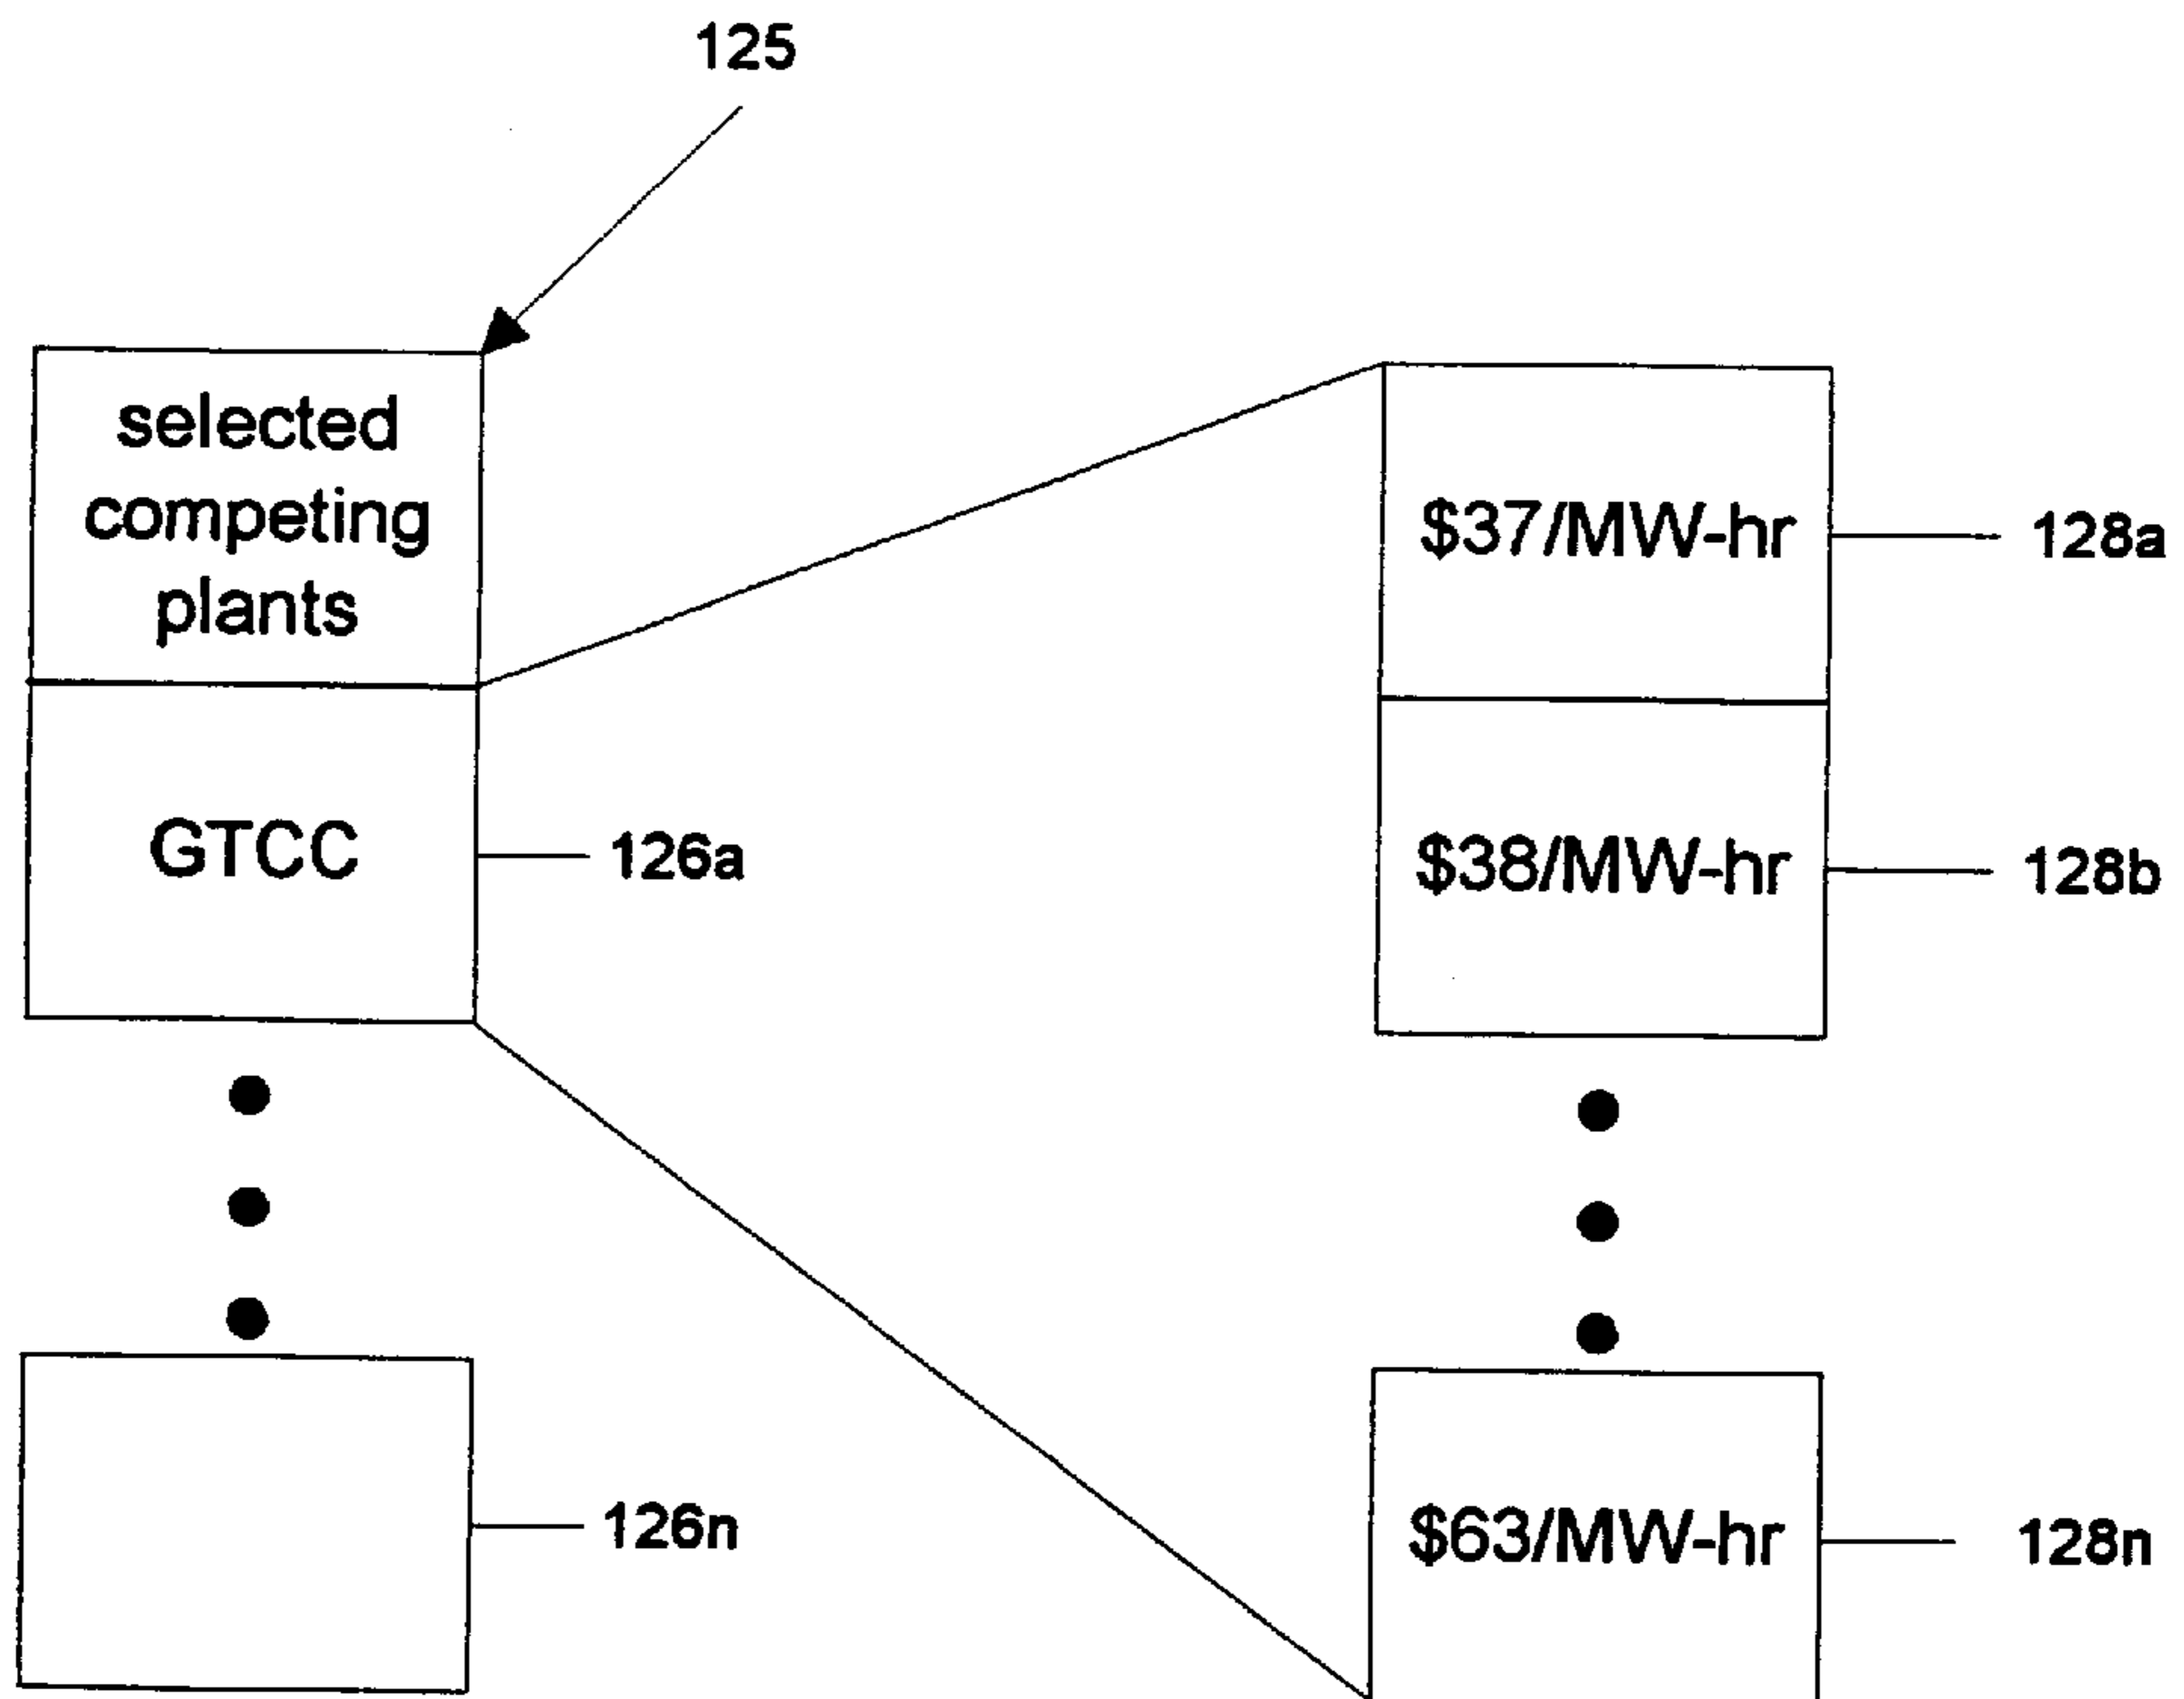 125
selected
competing
plants
GTCC
126a
126n
$37/MW-hr
128a
$38/MW-hr
128b
$63/MW-hr
128n